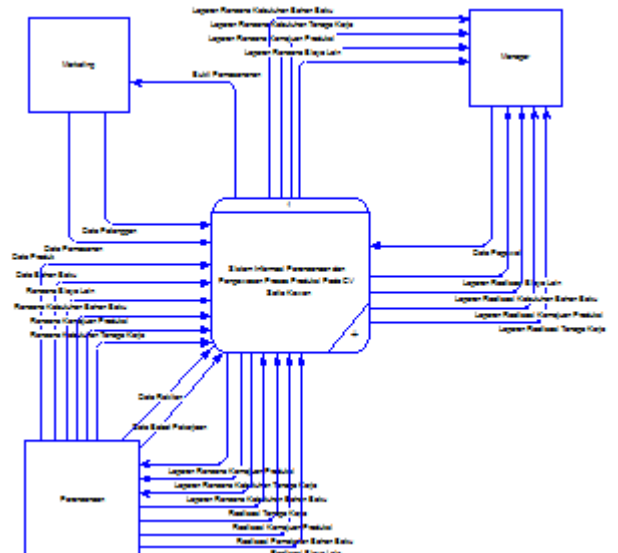 Laporan Rencana Kebutuhan Bahan Baku
Laporan Rencana Kebutuhan Tenaga Kerja
Laporan Rencana Kemajuan Produksi
Laporan Rencana Biaya Lain
Marketing
Manager
Bukti Pemesanan
Data Pelanggan
Data Pemesanan
Data Pegawai
Data Produk
Data Bahan Baku
Rencana Biaya Lain
Rencana Kebutuhan Bahan Baku
Rencana Kemajuan Produksi
Rencana Kebutuhan Tenaga Kerja
Sistem Informasi Perencanaan dan
Pengawasan Proses Produksi Pada CV
Laporan Realisasi Biaya Lain
Laporan Realisasi Kebutuhan Bahan Baku
Laporan Realisasi Kemajuan Produksi
Laporan Realisasi Tenaga Kerja
+
Data Beban Pekerjaan
Perencanaan
Laporan Rencana Kemajuan Produksi
Laporan Rencana Kebutuhan Tenaga Kerja
Laporan Rencana Kebutuhan Bahan Baku
Realisasi Tenaga Kerja
Realisasi Kemajuan Produksi
Realisasi Pemakaian Bahan Baku
Realisasi Biaya Lain